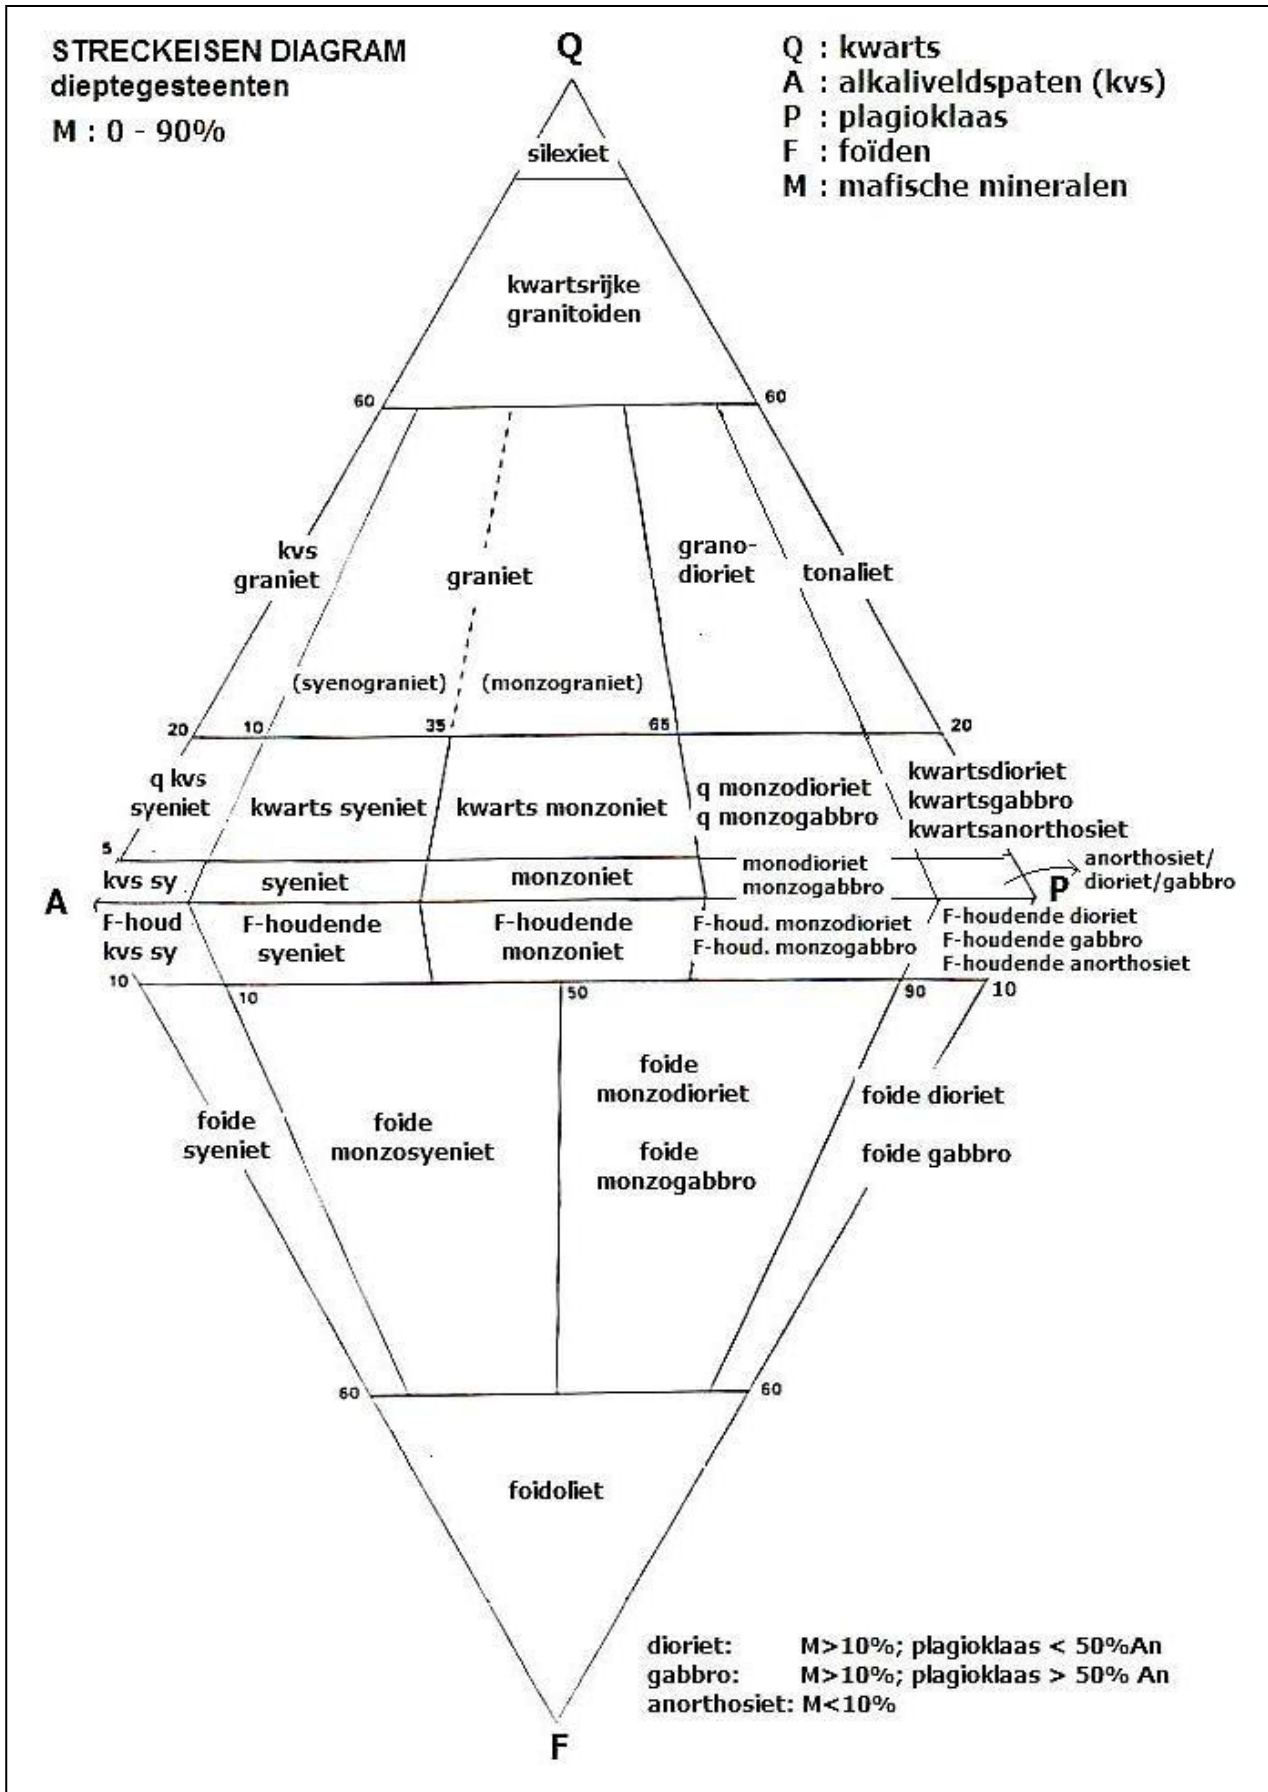 STRECKEISEN DIAGRAM
dieptegesteenten
M : 0 - 90%
Q
Q : kwarts
A : alkaliveldspaten (kvs)
P : plagioklaas
F : foïden
M : mafische mineralen
silexiet
kwartsrijke
granitoiden
60
60
kvs
graniet
graniet
grano-
dioriet
tonaliet
(syenograniet)
(monzograniet)
20
10
35
65
20
q kvs
syeniet
kwarts syeniet
kwarts monzoniet
q monzodioriet
q monzogabbro
kwartsdioriet
kwartsgabbro
kwartsanorthosiet
5
kvs sy
syeniet
monzoniet
monodioriet
monzogabbro
anorthosiet/
dioriet/gabbro
A
P
F-houd
kvs sy
F-houdende
syeniet
F-houdende
monzoniet
F-houd. monzodioriet
F-houd. monzogabbro
F-houdende dioriet
F-houdende gabbro
F-houdende anorthosiet
10
10
50
90
10
foide
syeniet
foide
monzosyeniet
foide
monzodioriet
foide
monzogabbro
foide dioriet
foide gabbro
60
60
foidoliet
dioriet: M>10%; plagioklaas < 50%An
gabbro: M>10%; plagioklaas > 50% An
anorthosiet: M<10%
F